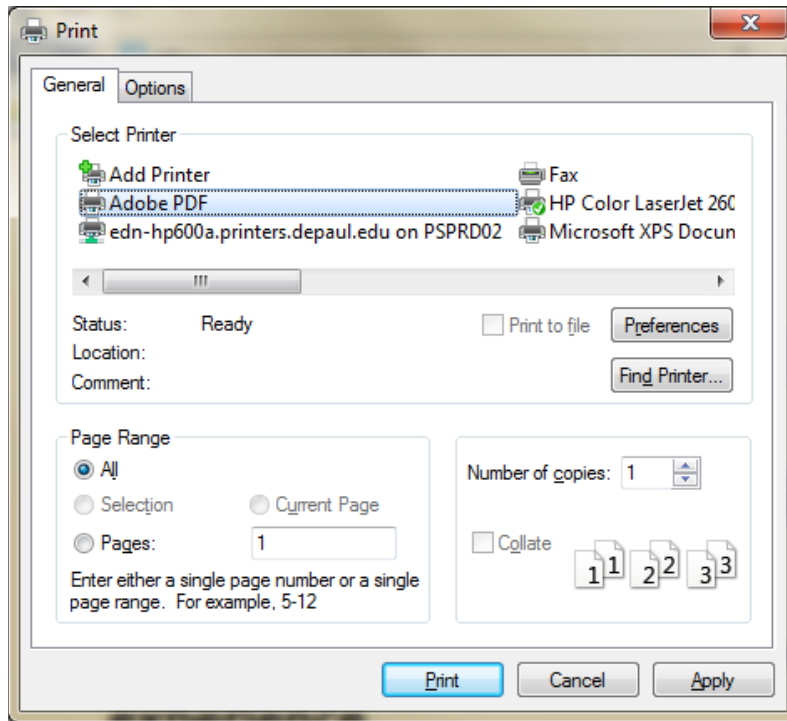 Print
General
Options
Select Printer
Add Printer
Adobe PDF
edn-hp600a.printers.depaul.edu on PSPRD02
Fax
HP Color LaserJet 260
Microsoft XPS Docum
Status: Ready
Location:
Comment:
Print to file
Preferences
Find Printer...
Page Range
All
Selection
Current Page
Pages: 1
Enter either a single page number or a single
page range. For example, 5-12
Number of copies: 1
Collate
1 1 2 2 3 3
Print
Cancel
Apply